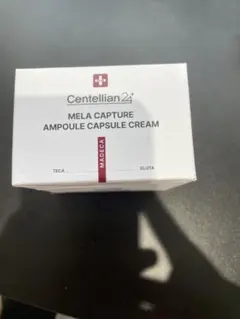 Centellian24+
MELA CAPTURE
AMPOULE CAPSULE CREAM
MADECA
TECA
GLUTA